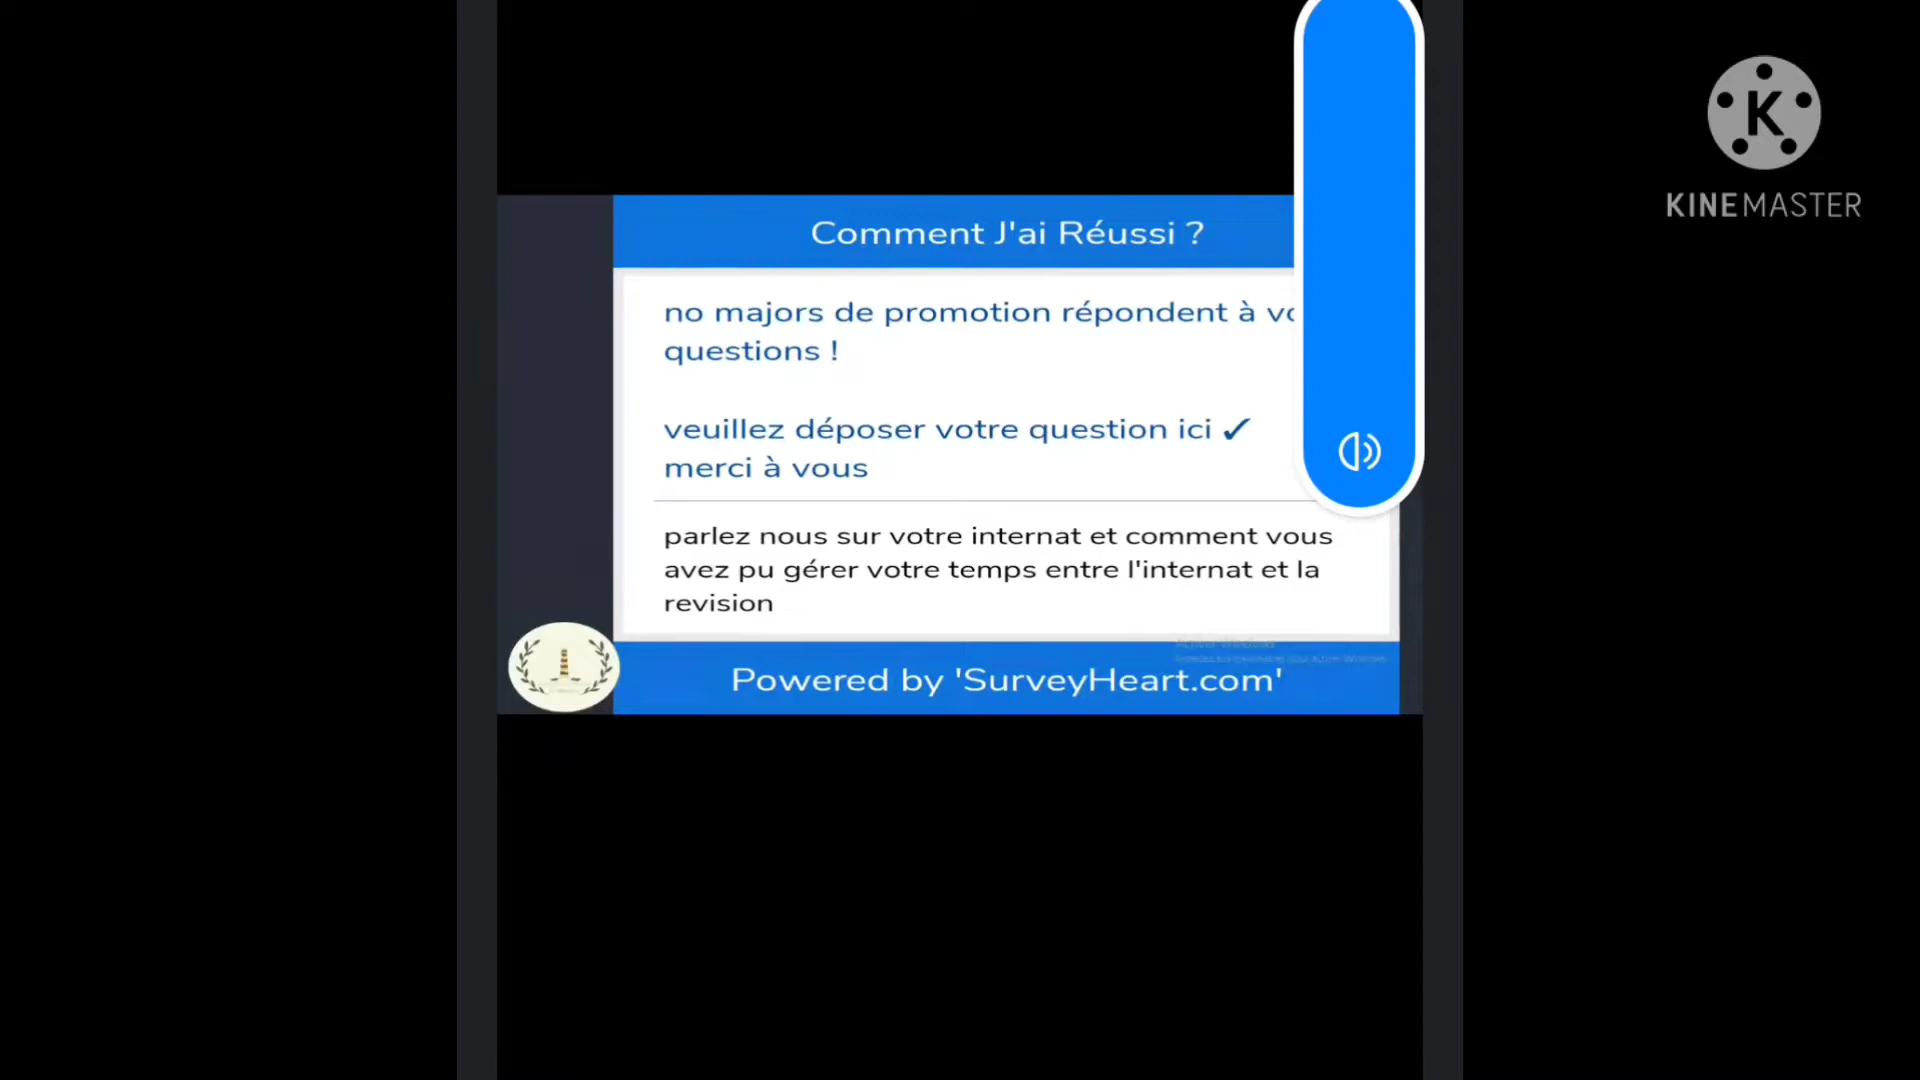 K
KINEMASTER
Comment J'ai Réussi ?
no majors de promotion répondent à
questions !
veuillez déposer votre question ici ✓
merci à vous
parlez nous sur votre internat et comment vous
avez pu gérer votre temps entre l'internat et la
revision
Powered by 'SurveyHeart.com'